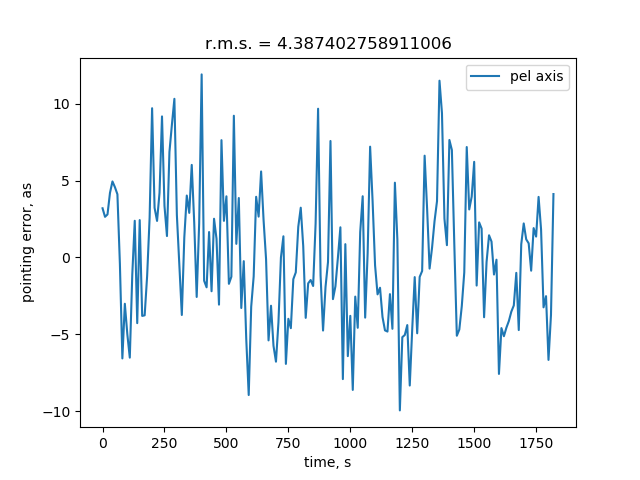 r.m.s. = 4.387402758911006
pel axis
pointing error, as
10
5
0
−5
−10
0 250 500 750 1000 1250 1500 1750
time, s